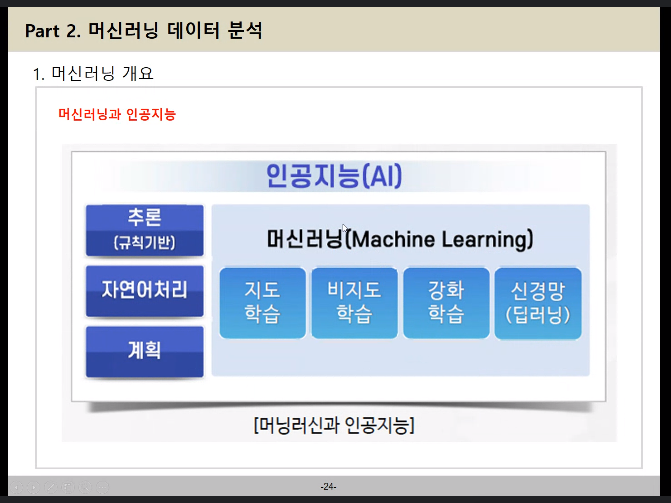 Part 2. 머신러닝 데이터 분석
1. 머신러닝 개요
머신러닝과 인공지능
인공지능(AI)
추론
(규칙기반)
자연어처리
계획
머신러닝(Machine Learning)
지도
학습
비지도
학습
강화
학습
신경망
(딥러닝)
[머닝러신과 인공지능]
-24-